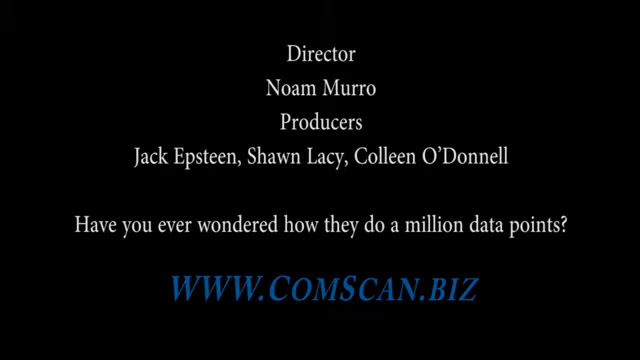 Director
Noam Murro
Producers
Jack Epsteen, Shawn Lacy, Colleen O’Donnell
Have you ever wondered how they do a million data points?
WWW.COMSCAN.BIZ